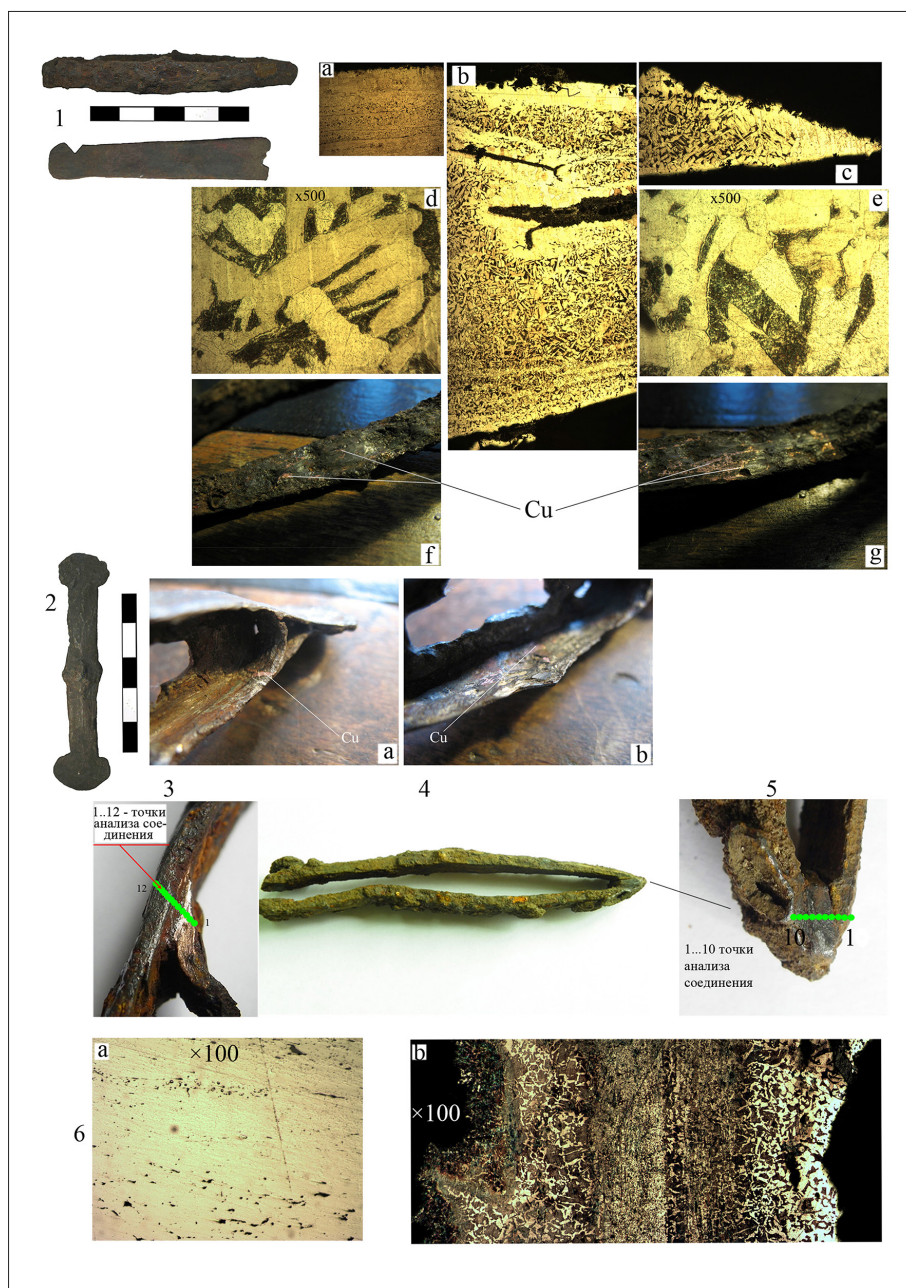 1
a
b
c
x500
d
x500
e
Cu
f
g
2
Cu
a
Cu
b
3
4
5
1..12 - точки
анализа сое-
динения
12
1
10
1
1...10 точки
анализа
соединения
6
a
×100
b
×100